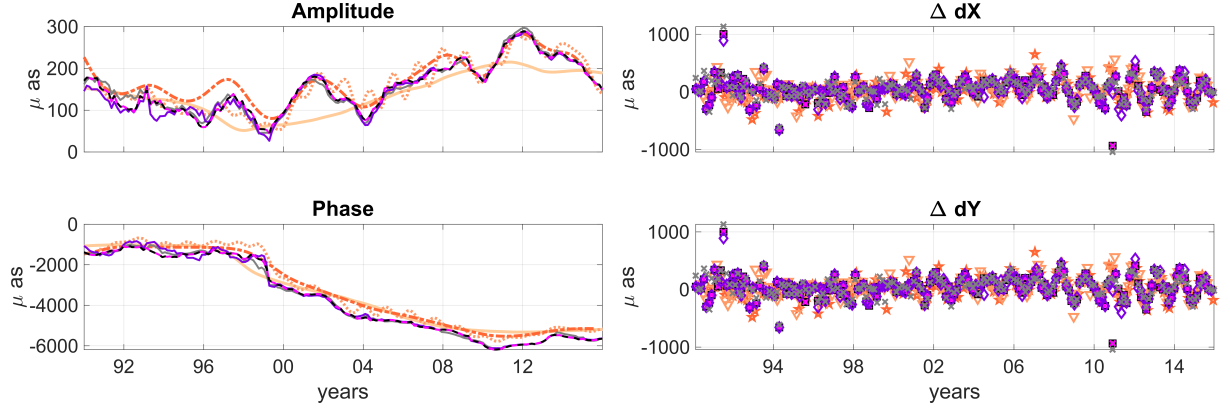 Amplitude
300
200
100
0
μ as
Phase
0
-2000
-4000
-6000
μ as
92 96 00 04 08 12
years
Δ dX
1000
0
-1000
μ as
Δ dY
1000
0
-1000
μ as
94 98 02 06 10 14
years